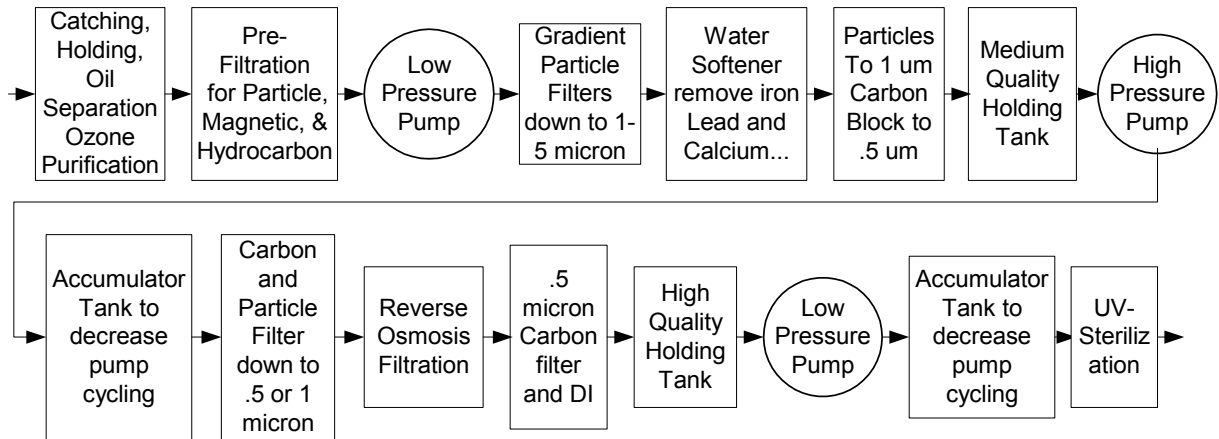 Catching,
Holding,
Oil
Separation
Ozone
Purification
Pre-
Filtration
for Particle,
Magnetic, &
Hydrocarbon
Low
Pressure
Pump
Gradient
Particle
Filters
down to 1-
5 micron
Water
Softener
remove iron
Lead and
Calcium...
Particles
To 1 um
Carbon
Block to
.5 um
Medium
Quality
Holding
Tank
High
Pressure
Pump
Accumulator
Tank to
decrease
pump
cycling
Carbon
and
Particle
Filter
down to
.5 or 1
micron
Reverse
Osmosis
Filtration
.5
micron
Carbon
filter
and DI
High
Quality
Holding
Tank
Low
Pressure
Pump
Accumulator
Tank to
decrease
pump
cycling
UV-
Steriliz
ation